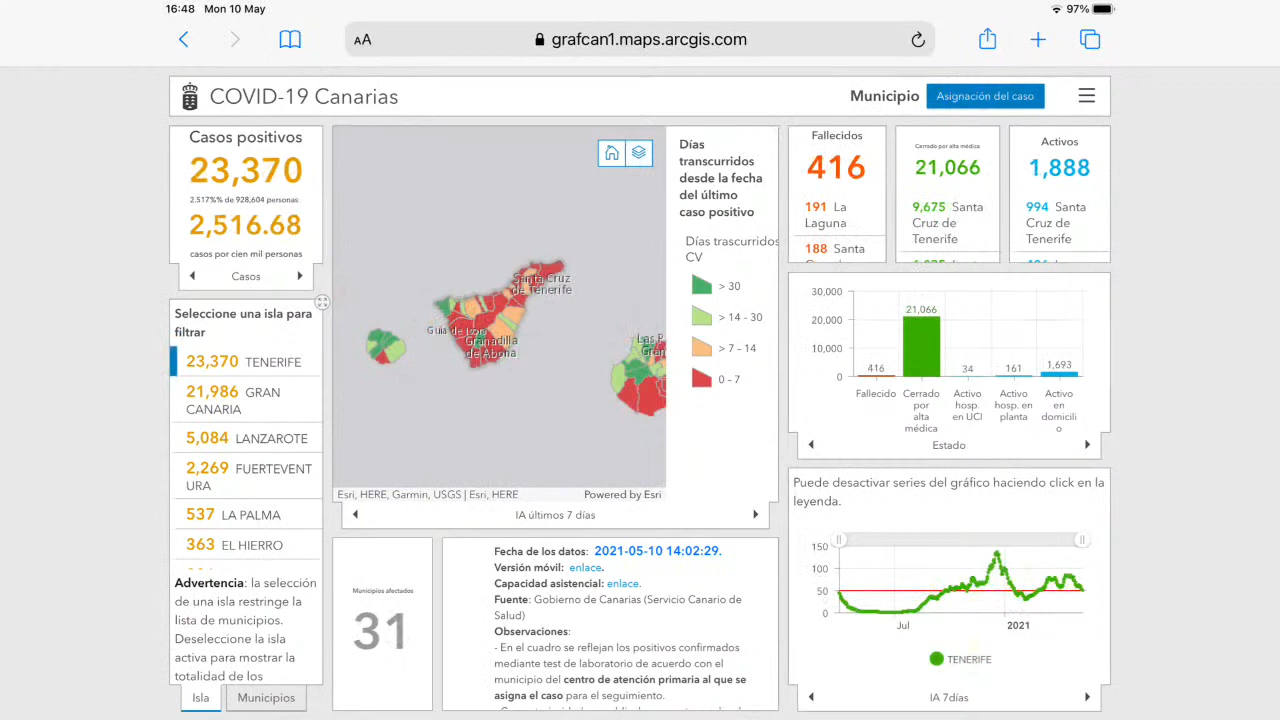 16:48 Mon 10 May
97%
AA
grafcan1.maps.arcgis.com
COVID-19 Canarias
Municipio
Asignación del caso
Casos positivos
23,370
2.517%% de 928,604 personas
2,516.68
casos por cien mil personas
Casos
Seleccione una isla para
filtrar
23,370 TENERIFE
21,986 GRAN
CANARIA
5,084 LANZAROTE
2,269 FUERTEVENT
URA
537 LA PALMA
363 EL HIERRO
Advertencia: la selección
de una isla restringe la
lista de municipios.
Deseleccione la isla
activa para mostrar la
totalidad de los
Isla
Municipios
Santa Cruz
de Tenerife
Guia de Isora
Granadilla
de Abona
Las P
Gran
Esri, HERE, Garmin, USGS | Esri, HERE
Powered by Esri
Días
transcurridos
desde la fecha
del último
caso positivo
Días trascurridos
CV
> 30
> 14 - 30
> 7 - 14
0 - 7
IA últimos 7 días
Municipios afectados
31
Fecha de los datos: 2021-05-10 14:02:29.
Versión móvil: enlace.
Capacidad asistencial: enlace.
Fuente: Gobierno de Canarias (Servicio Canario de
Salud)
Observaciones:
- En el cuadro se reflejan los positivos confirmados
mediante test de laboratorio de acuerdo con el
municipio del centro de atención primaria al que se
asigna el caso para el seguimiento.
Fallecidos
416
191 La
Laguna
188 Santa
Cerrado por alta médica
21,066
9,675 Santa
Cruz de
Tenerife
Activos
1,888
994 Santa
Cruz de
Tenerife
30,000
20,000
10,000
0
416
21,066
34
161
1,693
Fallecido
Cerrado
por
alta
médica
Activo
hosp.
en UCI
Activo
hosp. en
planta
Activo
en
domicili
o
Estado
Puede desactivar series del gráfico haciendo click en la
leyenda.
150
100
50
0
Jul
2021
TENERIFE
IA 7días